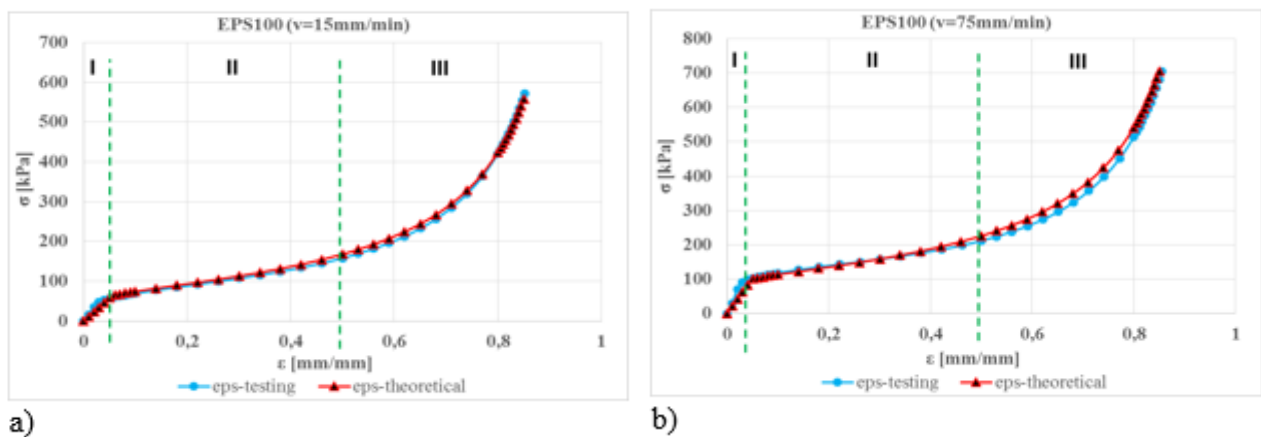 EPS100 (v=15mm/min)
700
600
500
400
300
200
100
0
σ [kPa]
I
II
III
0
0,2
0,4
0,6
0,8
1
ε [mm/mm]
eps-testing
eps-theoretical
a)
EPS100 (v=75mm/min)
800
700
600
500
400
300
200
100
0
σ [kPa]
I
II
III
0
0,2
0,4
0,6
0,8
1
ε [mm/mm]
eps-testing
eps-theoretical
b)